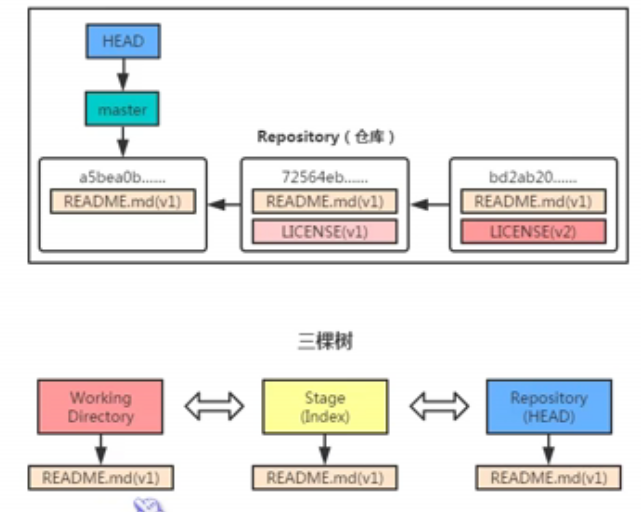 HEAD
master
Repository（仓库）
a5bea0b...... 72564eb...... bd2ab20......
README.md(v1) README.md(v1) README.md(v1)
LICENSE(v1) LICENSE(v2)
三棵树
Working Directory
Stage (Index)
Repository (HEAD)
README.md(v1) README.md(v1) README.md(v1)